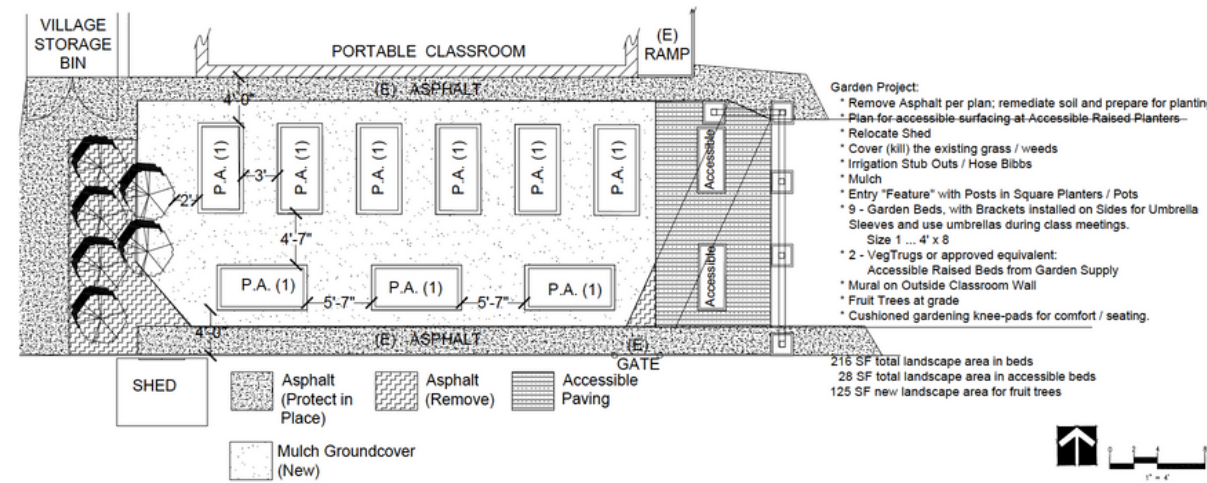 VILLAGE
STORAGE
BIN
PORTABLE CLASSROOM
(E)
RAMP
(E) ASPHALT
4'-0"
P.A. (1)
P.A. (1)
P.A. (1)
P.A. (1)
P.A. (1)
P.A. (1)
3'
2'
4'-7"
Accessible
Accessible
P.A. (1)
P.A. (1)
P.A. (1)
5'-7"
5'-7"
4'-0"
(E) ASPHALT
(E)
GATE
SHED
Asphalt
(Protect in
Place)
Asphalt
(Remove)
Accessible
Paving
Mulch Groundcover
(New)
Garden Project:
* Remove Asphalt per plan; remediate soil and prepare for planting
* Plan for accessible surfacing at Accessible Raised Planters
* Relocate Shed
* Cover (kill) the existing grass / weeds
* Irrigation Stub Outs / Hose Bibbs
* Mulch
* Entry "Feature" with Posts in Square Planters / Pots
* 9 - Garden Beds, with Brackets installed on Sides for Umbrella
Sleeves and use umbrellas during class meetings.
Size 1 ... 4' x 8
* 2 - VegTrugs or approved equivalent:
Accessible Raised Beds from Garden Supply
* Mural on Outside Classroom Wall
* Fruit Trees at grade
* Cushioned gardening knee-pads for comfort / seating.
216 SF total landscape area in beds
28 SF total landscape area in accessible beds
125 SF new landscape area for fruit trees
0 2 4 8
1" = 4'